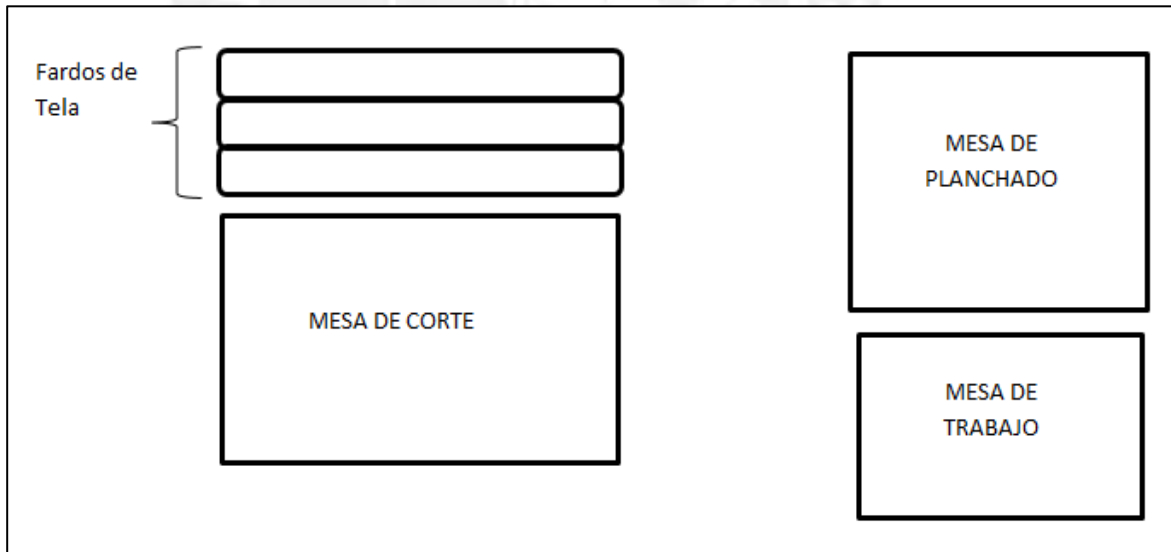 Fardos de
Tela
MESA DE CORTE
MESA DE
PLANCHADO
MESA DE
TRABAJO